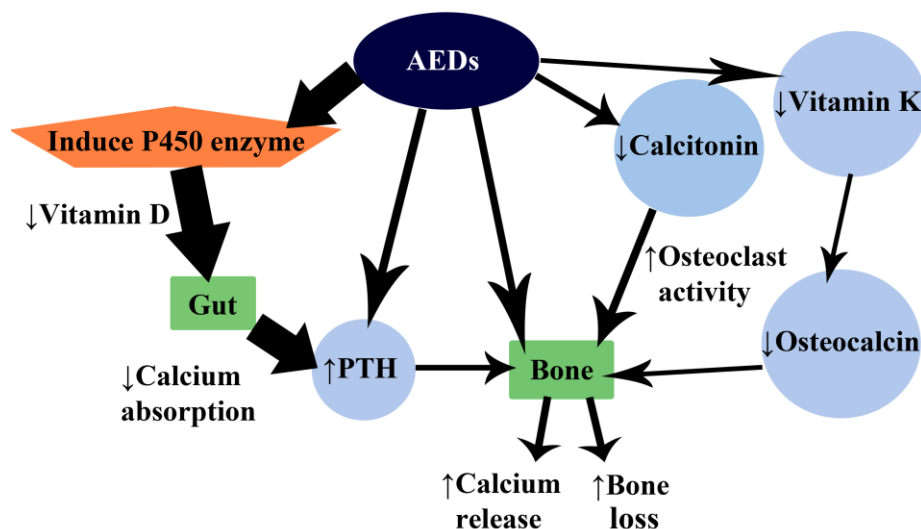 AEDs
↓Vitamin K
Induce P450 enzyme
↓Calcitonin
↓Vitamin D
↑Osteoclast
activity
Gut
↓Osteocalcin
↓Calcium
absorption
↑PTH
Bone
↑Calcium
release
↑Bone
loss